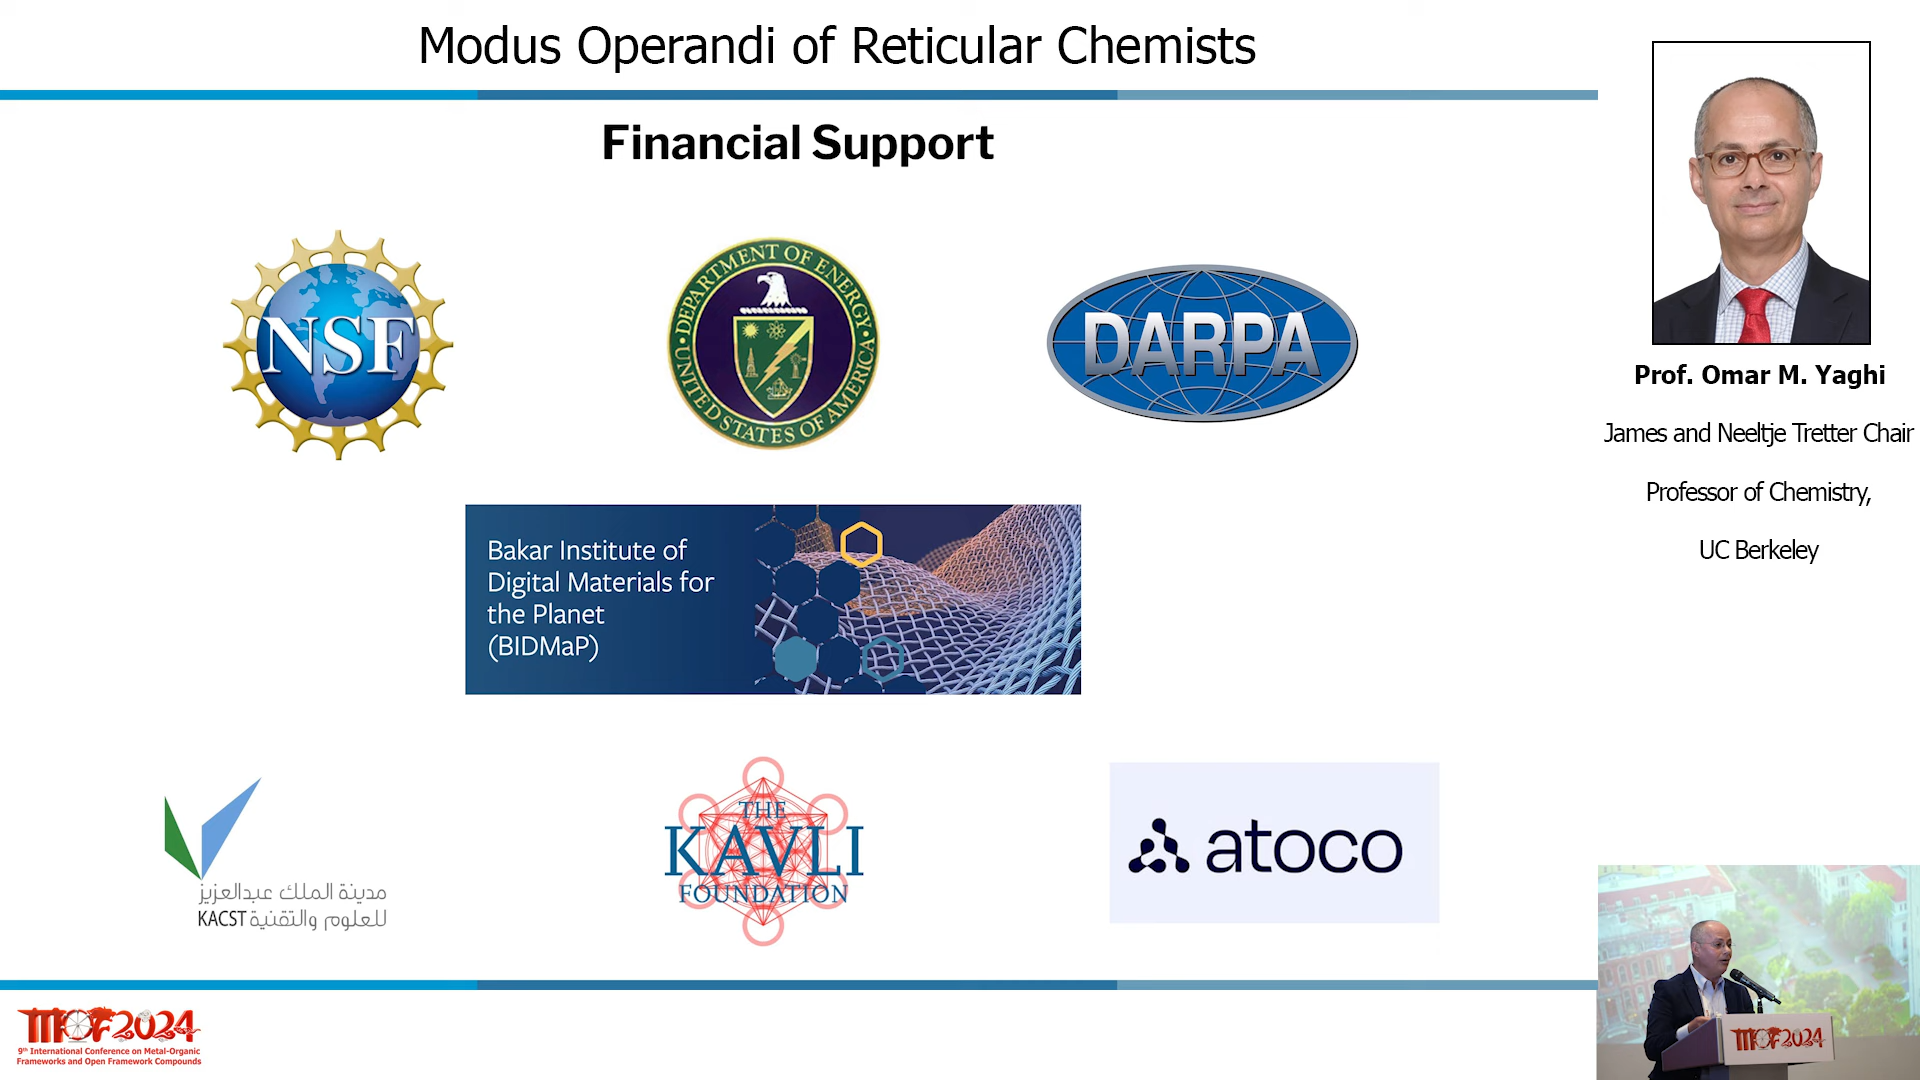 Modus Operandi of Reticular Chemists
Financial Support
NSF
DEPARTMENT OF ENERGY
UNITED STATES OF AMERICA
DARPA
Bakar Institute of
Digital Materials for
the Planet
(BIDMaP)
مدينة الملك عبدالعزيز
للعلوم والتقنية KACST
THE
KAVLI
FOUNDATION
atoco
Prof. Omar M. Yaghi
James and Neeltje Tretter Chair
Professor of Chemistry,
UC Berkeley
MOF2024
9th International Conference on Metal-Organic
Frameworks and Open Framework Compounds
MOF2024